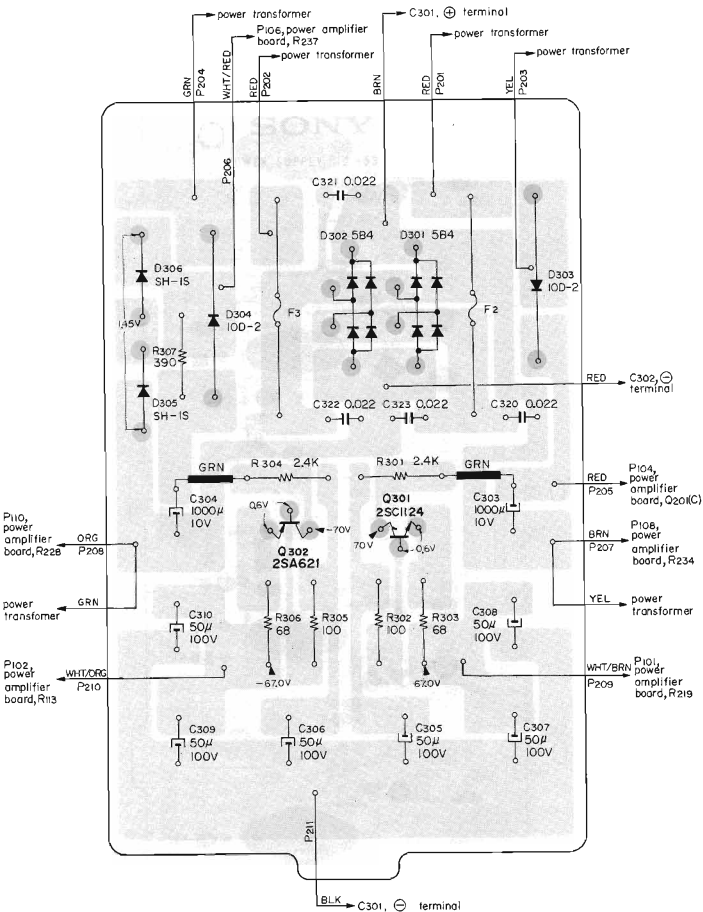 C301, ⊕ terminal
power transformer
P106, power amplifier
board, R237
power transformer
power transformer
power transformer
GRN
P204
WHT/RED
RED
P202
BRN
RED
P201
YEL
P203
SONY
P206
C321 0.022
D302 5B4
D301 5B4
D306
SH-1S
D304
10D-2
F3
F2
D303
10D-2
1.45V
R307
390
D305
SH-1S
RED
C302, ⊖
terminal
C322 0.022
C323 0.022
C320 0.022
GRN
R304 2.4K
R301 2.4K
GRN
RED
P205
P104,
power
amplifier
board, Q201(C)
C304
1000μ
10V
0.6V
-70V
Q302
2SA621
Q301
2SC1124
70V
-0.6V
C303
1000μ
10V
P110,
power
amplifier
board, R228
ORG
P208
BRN
P207
P108,
power
amplifier
board, R234
power
transfomer
GRN
YEL
power
transformer
C310
50μ
100V
R306
68
R305
100
R302
100
R303
68
C308
50μ
100V
P102,
power
amplifier
board, R113
WHT/ORG
P210
-67.0V
67.0V
WHT/BRN
P209
P101,
power
amplifier
board, R219
C309
50μ
100V
C306
50μ
100V
C305
50μ
100V
C307
50μ
100V
P211
BLK
C301, ⊖ terminal